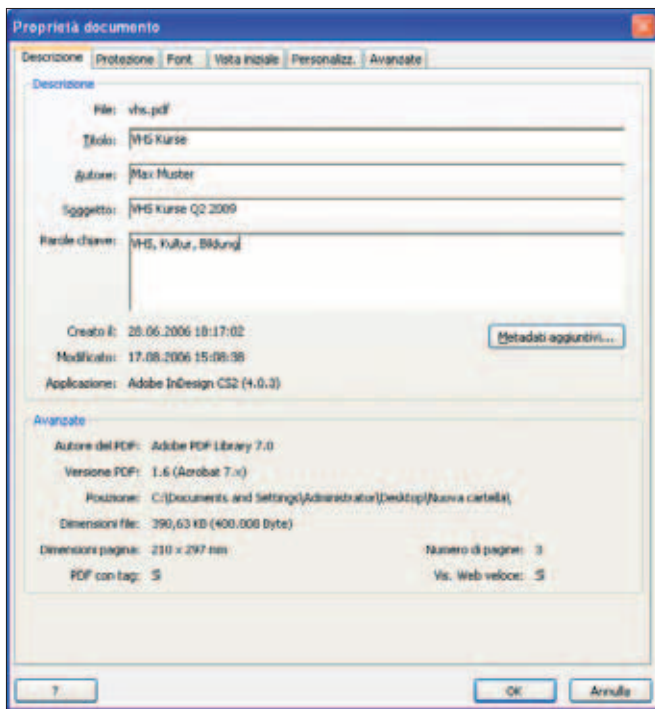 Proprietà documento
Descrizione Protezione Font Vista iniziale Personalizz. Avanzate
Descrizione
File: vhs.pdf
Titolo: VHS Kurse
Autore: Max Muster
Soggetto: VHS Kurse Q2 2009
Parole chiave: VHS, Kultur, Bildung
Creato il: 28.06.2006 18:17:02
Metadati aggiuntivi...
Modificato: 17.08.2006 15:08:38
Applicazione: Adobe InDesign CS2 (4.0.3)
Avanzate
Autore del PDF: Adobe PDF Library 7.0
Versione PDF: 1.6 (Acrobat 7.x)
Posizione: C:\Documents and Settings\Administrator\Desktop\Nuova cartella\
Dimensioni file: 390,63 KB (400.008 Byte)
Dimensioni pagina: 210 x 297 mm Numero di pagine: 3
PDF con tag: Sì Vis. Web veloce: Sì
? OK Annulla